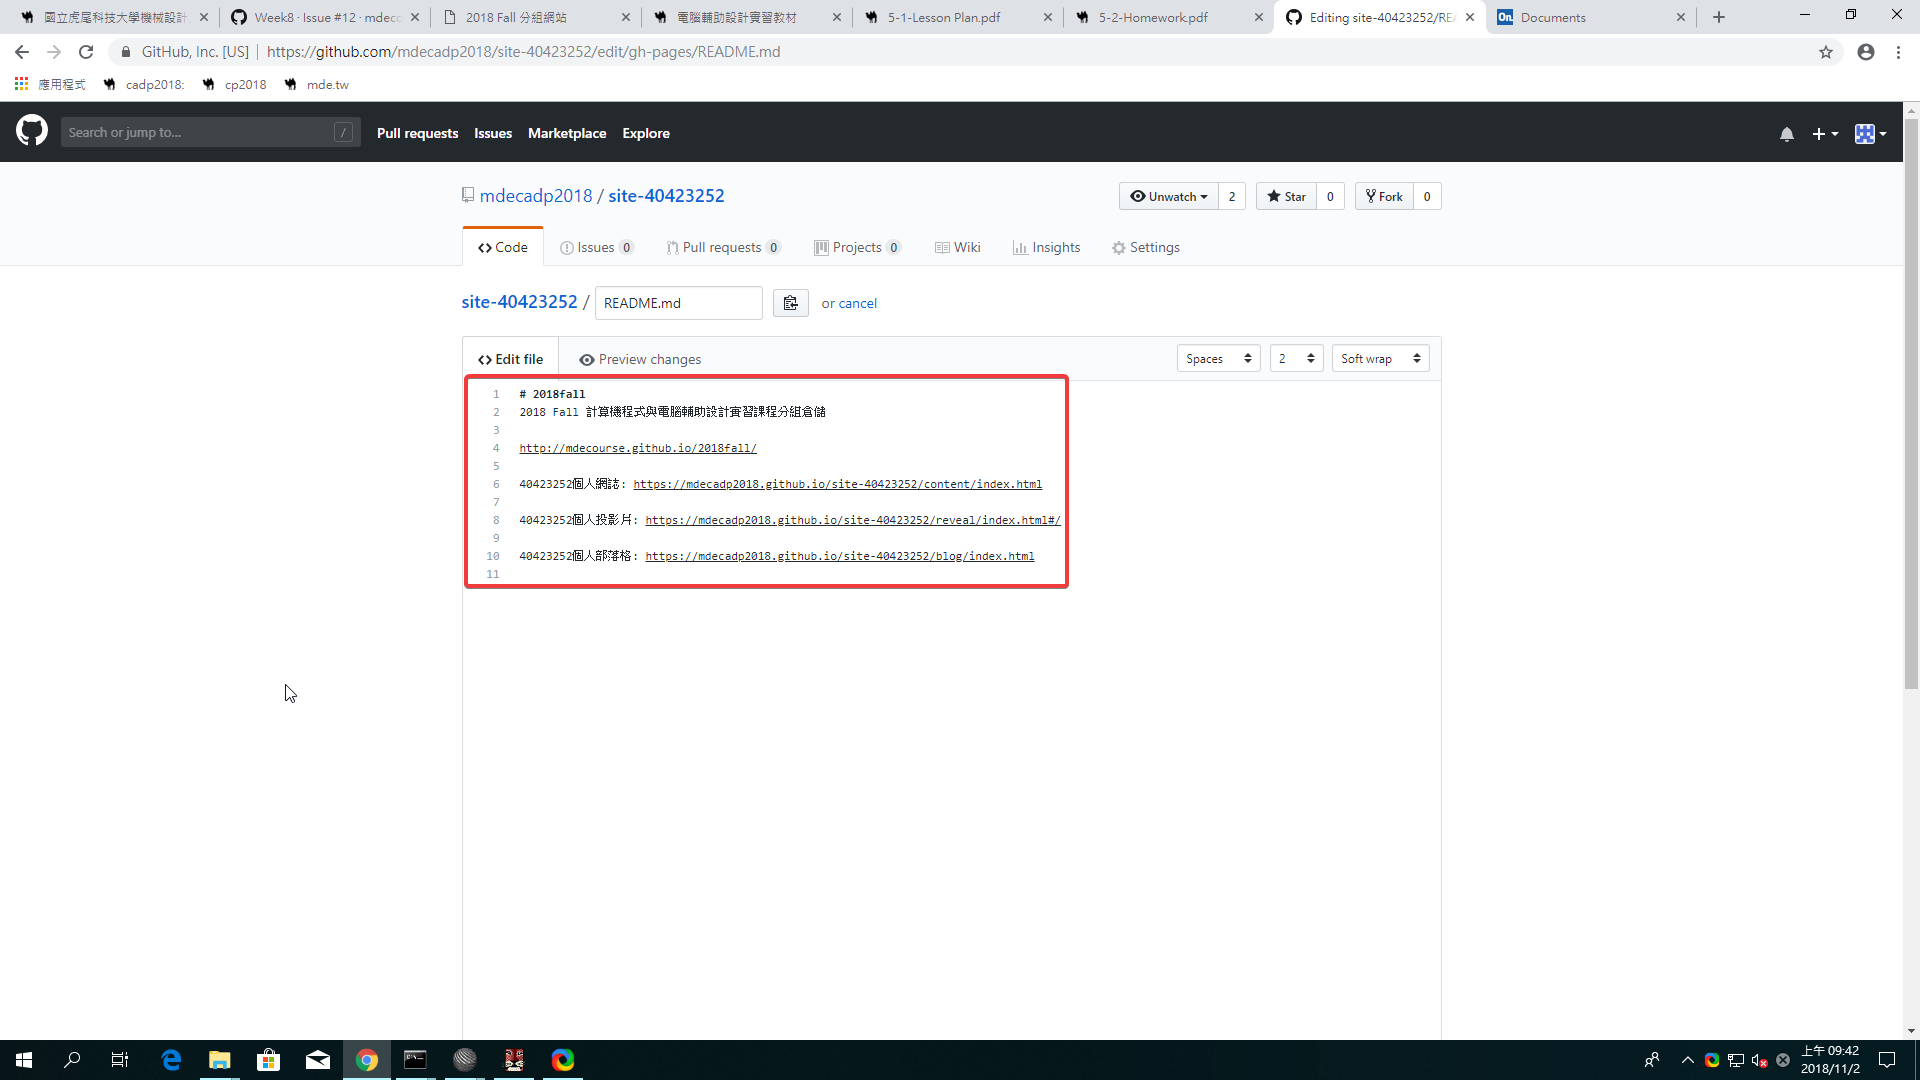 國立虎尾科技大學機械設計
Week8 · Issue #12 · mdeco
2018 Fall 分組網站
電腦輔助設計實習教材
5-1-Lesson Plan.pdf
5-2-Homework.pdf
Editing site-40423252/REA
On.
Documents
GitHub, Inc. [US]
https://github.com/mdecadp2018/site-40423252/edit/gh-pages/README.md
應用程式
cadp2018:
cp2018
mde.tw
Search or jump to...
/
Pull requests
Issues
Marketplace
Explore
mdecadp2018 / site-40423252
Unwatch
2
Star
0
Fork
0
Code
Issues 0
Pull requests 0
Projects 0
Wiki
Insights
Settings
site-40423252 /
README.md
or cancel
Edit file
Preview changes
Spaces
2
Soft wrap
1 # 2018fall
2 2018 Fall 計算機程式與電腦輔助設計實習課程分組倉儲
3
4 http://mdecourse.github.io/2018fall/
5
6 40423252個人網誌: https://mdecadp2018.github.io/site-40423252/content/index.html
7
8 40423252個人投影片: https://mdecadp2018.github.io/site-40423252/reveal/index.html#/
9
10 40423252個人部落格: https://mdecadp2018.github.io/site-40423252/blog/index.html
11
上午 09:42
2018/11/2